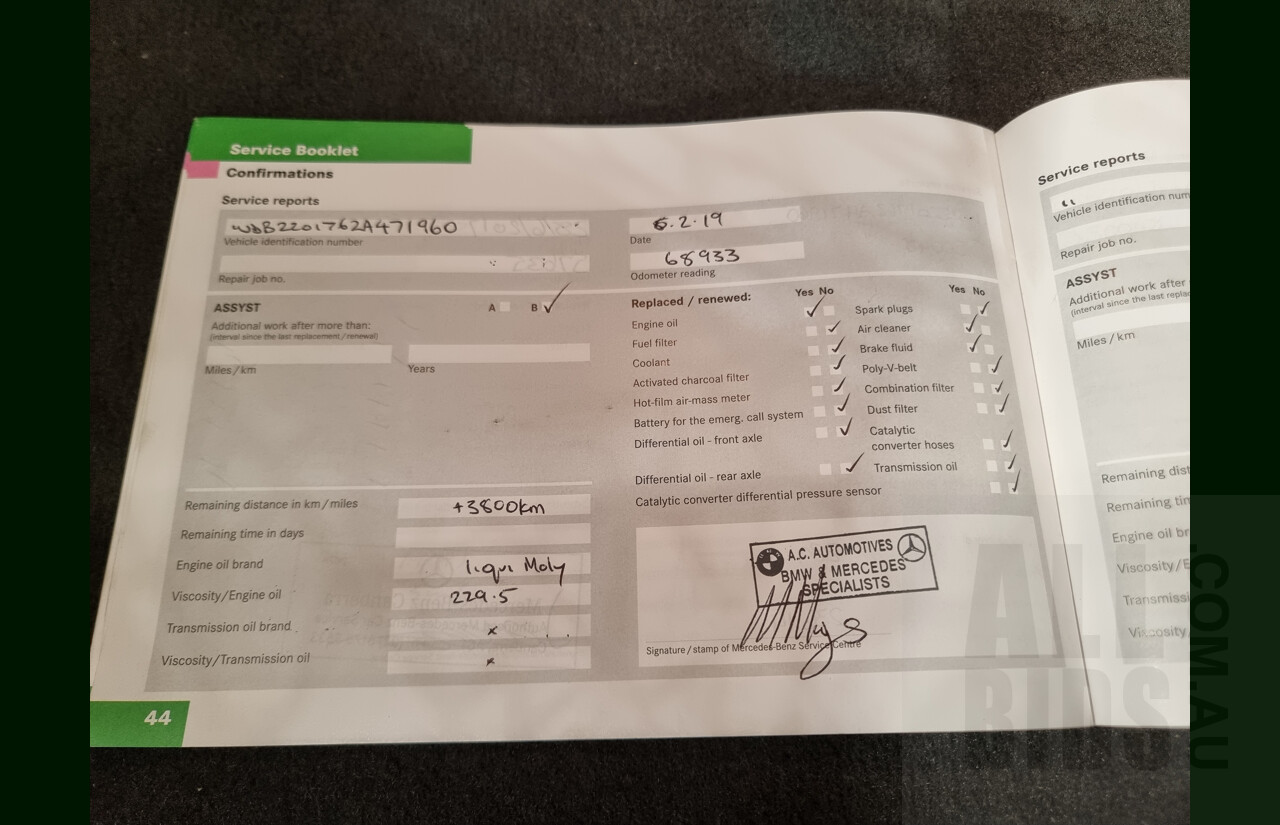 Service Booklet
Confirmations
Service reports
WDB2201762A471960
Vehicle identification number
Repair job no.
6.2.19
Date
68933
Odometer reading
ASSYST
A B
Additional work after more than:
(interval since the last replacement/renewal)
Miles/km Years
Replaced / renewed:
Yes No
Engine oil
Fuel filter
Coolant
Activated charcoal filter
Hot-film air-mass meter
Battery for the emerg. call system
Differential oil - front axle
Differential oil - rear axle
Catalytic converter differential pressure sensor
Yes No
Spark plugs
Air cleaner
Brake fluid
Poly-V-belt
Combination filter
Dust filter
Catalytic
converter hoses
Transmission oil
Remaining distance in km/miles +3800km
Remaining time in days
Engine oil brand liqui Moly
Viscosity/Engine oil 229.5
Transmission oil brand x
Viscosity/Transmission oil x
A.C. AUTOMOTIVES
BMW & MERCEDES
SPECIALISTS
Signature/stamp of Mercedes-Benz Service Centre
44
Service reports
Vehicle identification num
Repair job no.
ASSYST
Additional work after
(interval since the last repla
Miles/km
Remaining dist
Remaining tim
Engine oil br
Viscosity/E
Transmissi
Viscosity
ALL
BIDS
.COM.AU